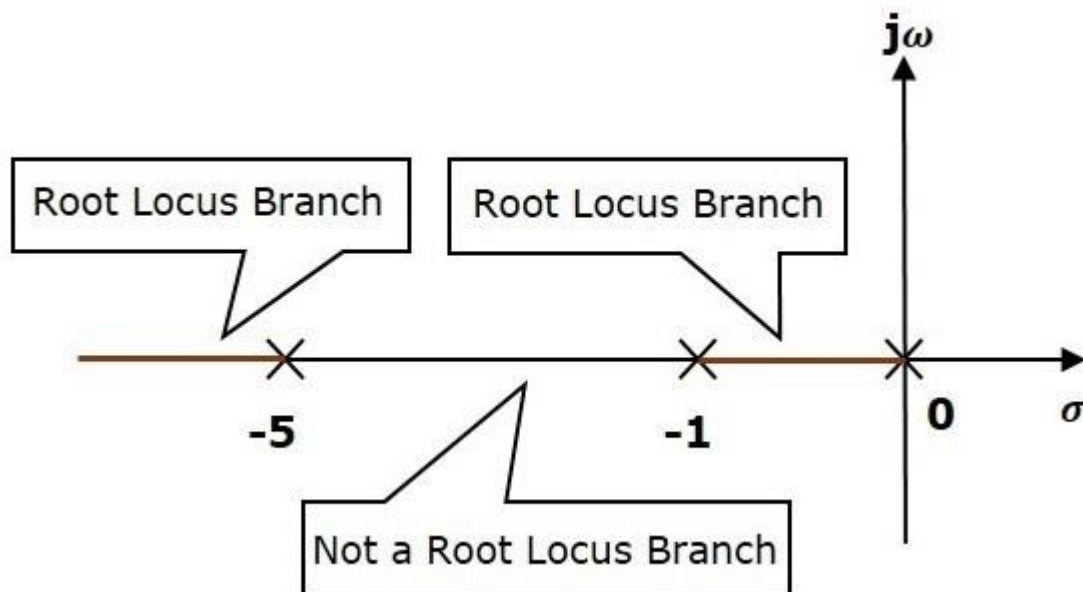 jω
Root Locus Branch
Root Locus Branch
-5
-1
0
σ
Not a Root Locus Branch